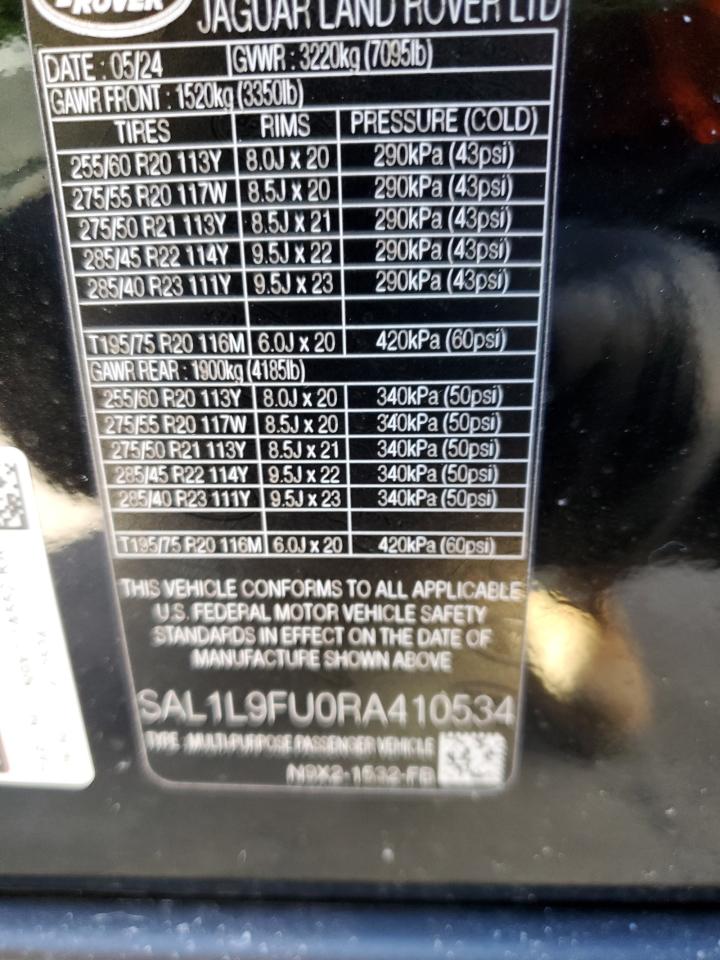 ROVER
JAGUAR LAND ROVER LTD
DATE : 05/24 GVWR : 3220kg (7095lb)
GAWR FRONT : 1520kg (3350lb)
TIRES RIMS PRESSURE (COLD)
255/60 R20 113Y 8.0J x 20 290kPa (43psi)
275/55 R20 117W 8.5J x 20 290kPa (43psi)
275/50 R21 113Y 8.5J x 21 290kPa (43psi)
285/45 R22 114Y 9.5J x 22 290kPa (43psi)
285/40 R23 111Y 9.5J x 23 290kPa (43psi)
T195/75 R20 116M 6.0J x 20 420kPa (60psi)
GAWR REAR : 1900kg (4185lb)
255/60 R20 113Y 8.0J x 20 340kPa (50psi)
275/55 R20 117W 8.5J x 20 340kPa (50psi)
275/50 R21 113Y 8.5J x 21 340kPa (50psi)
285/45 R22 114Y 9.5J x 22 340kPa (50psi)
285/40 R23 111Y 9.5J x 23 340kPa (50psi)
T195/75 R20 116M 6.0J x 20 420kPa (60psi)
THIS VEHICLE CONFORMS TO ALL APPLICABLE
U.S. FEDERAL MOTOR VEHICLE SAFETY
STANDARDS IN EFFECT ON THE DATE OF
MANUFACTURE SHOWN ABOVE
SAL1L9FU0RA410534
TYPE : MULTI-PURPOSE PASSENGER VEHICLE
N9X2-1532-FB